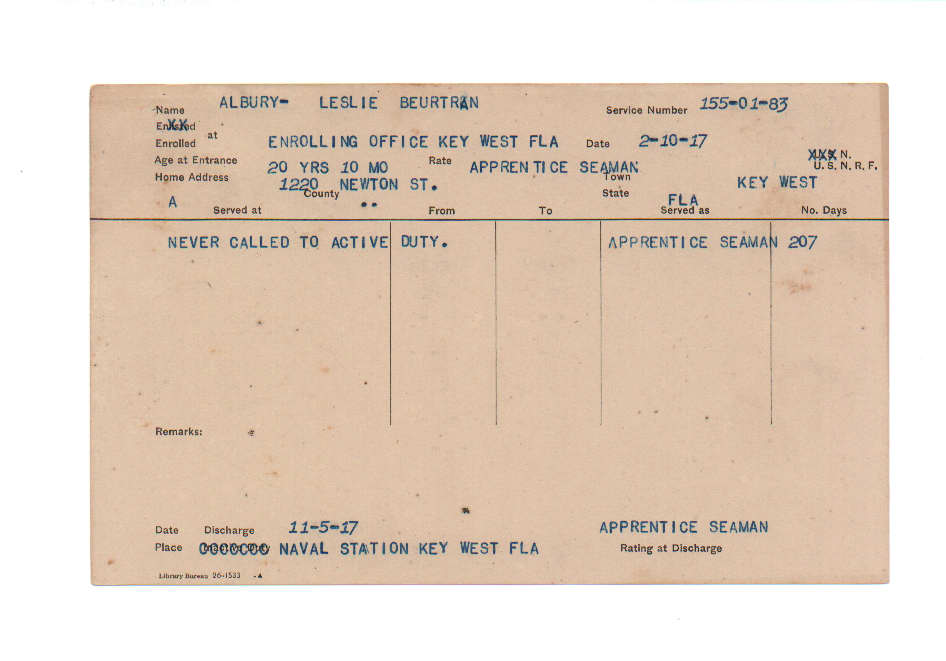 Name ALBURY- LESLIE BEURTRAN Service Number 155-01-83
Enlisted
Enrolled at ENROLLING OFFICE KEY WEST FLA Date 2-10-17
Age at Entrance 20 YRS 10 MO Rate APPRENTICE SEAMAN XXX N.
U. S. N. R. F.
Home Address 1220 NEWTON ST. Town KEY WEST
A County .. State FLA
Served at From To Served as No. Days
NEVER CALLED TO ACTIVE DUTY. APPRENTICE SEAMAN 207
Remarks:
Date Discharge 11-5-17 APPRENTICE SEAMAN
Place NAVAL STATION KEY WEST FLA Rating at Discharge
Library Bureau 26-1533 -A